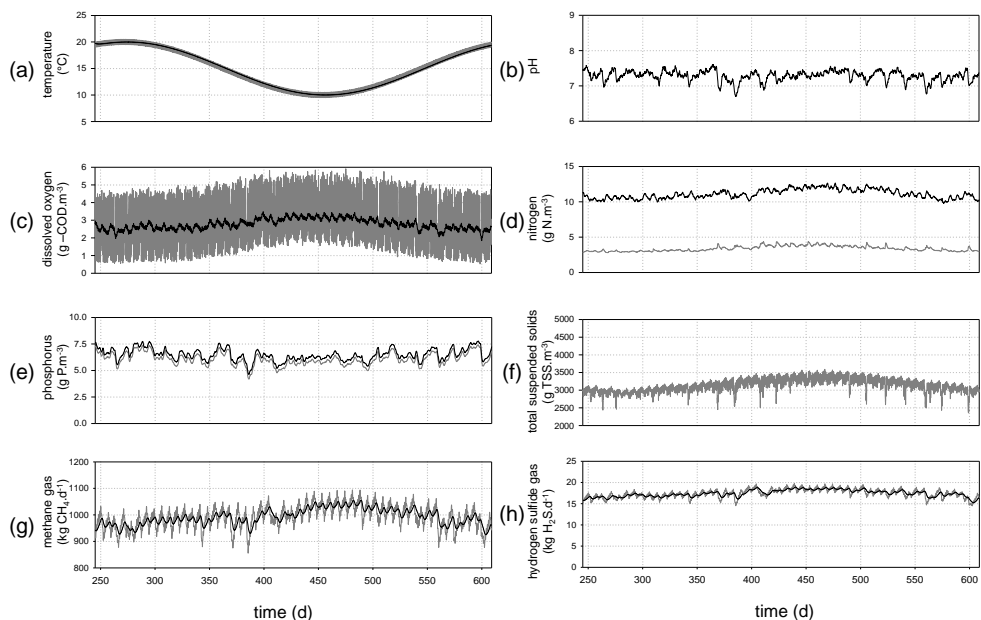 (a)
temperature
(°C)
25
20
15
10
5
(b)
pH
9
8
7
6
(c)
dissolved oxygen
(g –COD.m⁻³)
6
5
4
3
2
1
0
(d)
nitrogen
(g N.m⁻³)
15
10
5
0
(e)
phosphorus
(g P.m⁻³)
10.0
7.5
5.0
2.5
0.0
(f)
total suspended solids
(g TSS.m⁻³)
5000
4500
4000
3500
3000
2500
2000
(g)
methane gas
(kg CH₄.d⁻¹)
1200
1100
1000
900
800
250 300 350 400 450 500 550 600
time (d)
(h)
hydrogen sulfide gas
(kg H₂S.d⁻¹)
25
20
15
10
5
0
250 300 350 400 450 500 550 600
time (d)